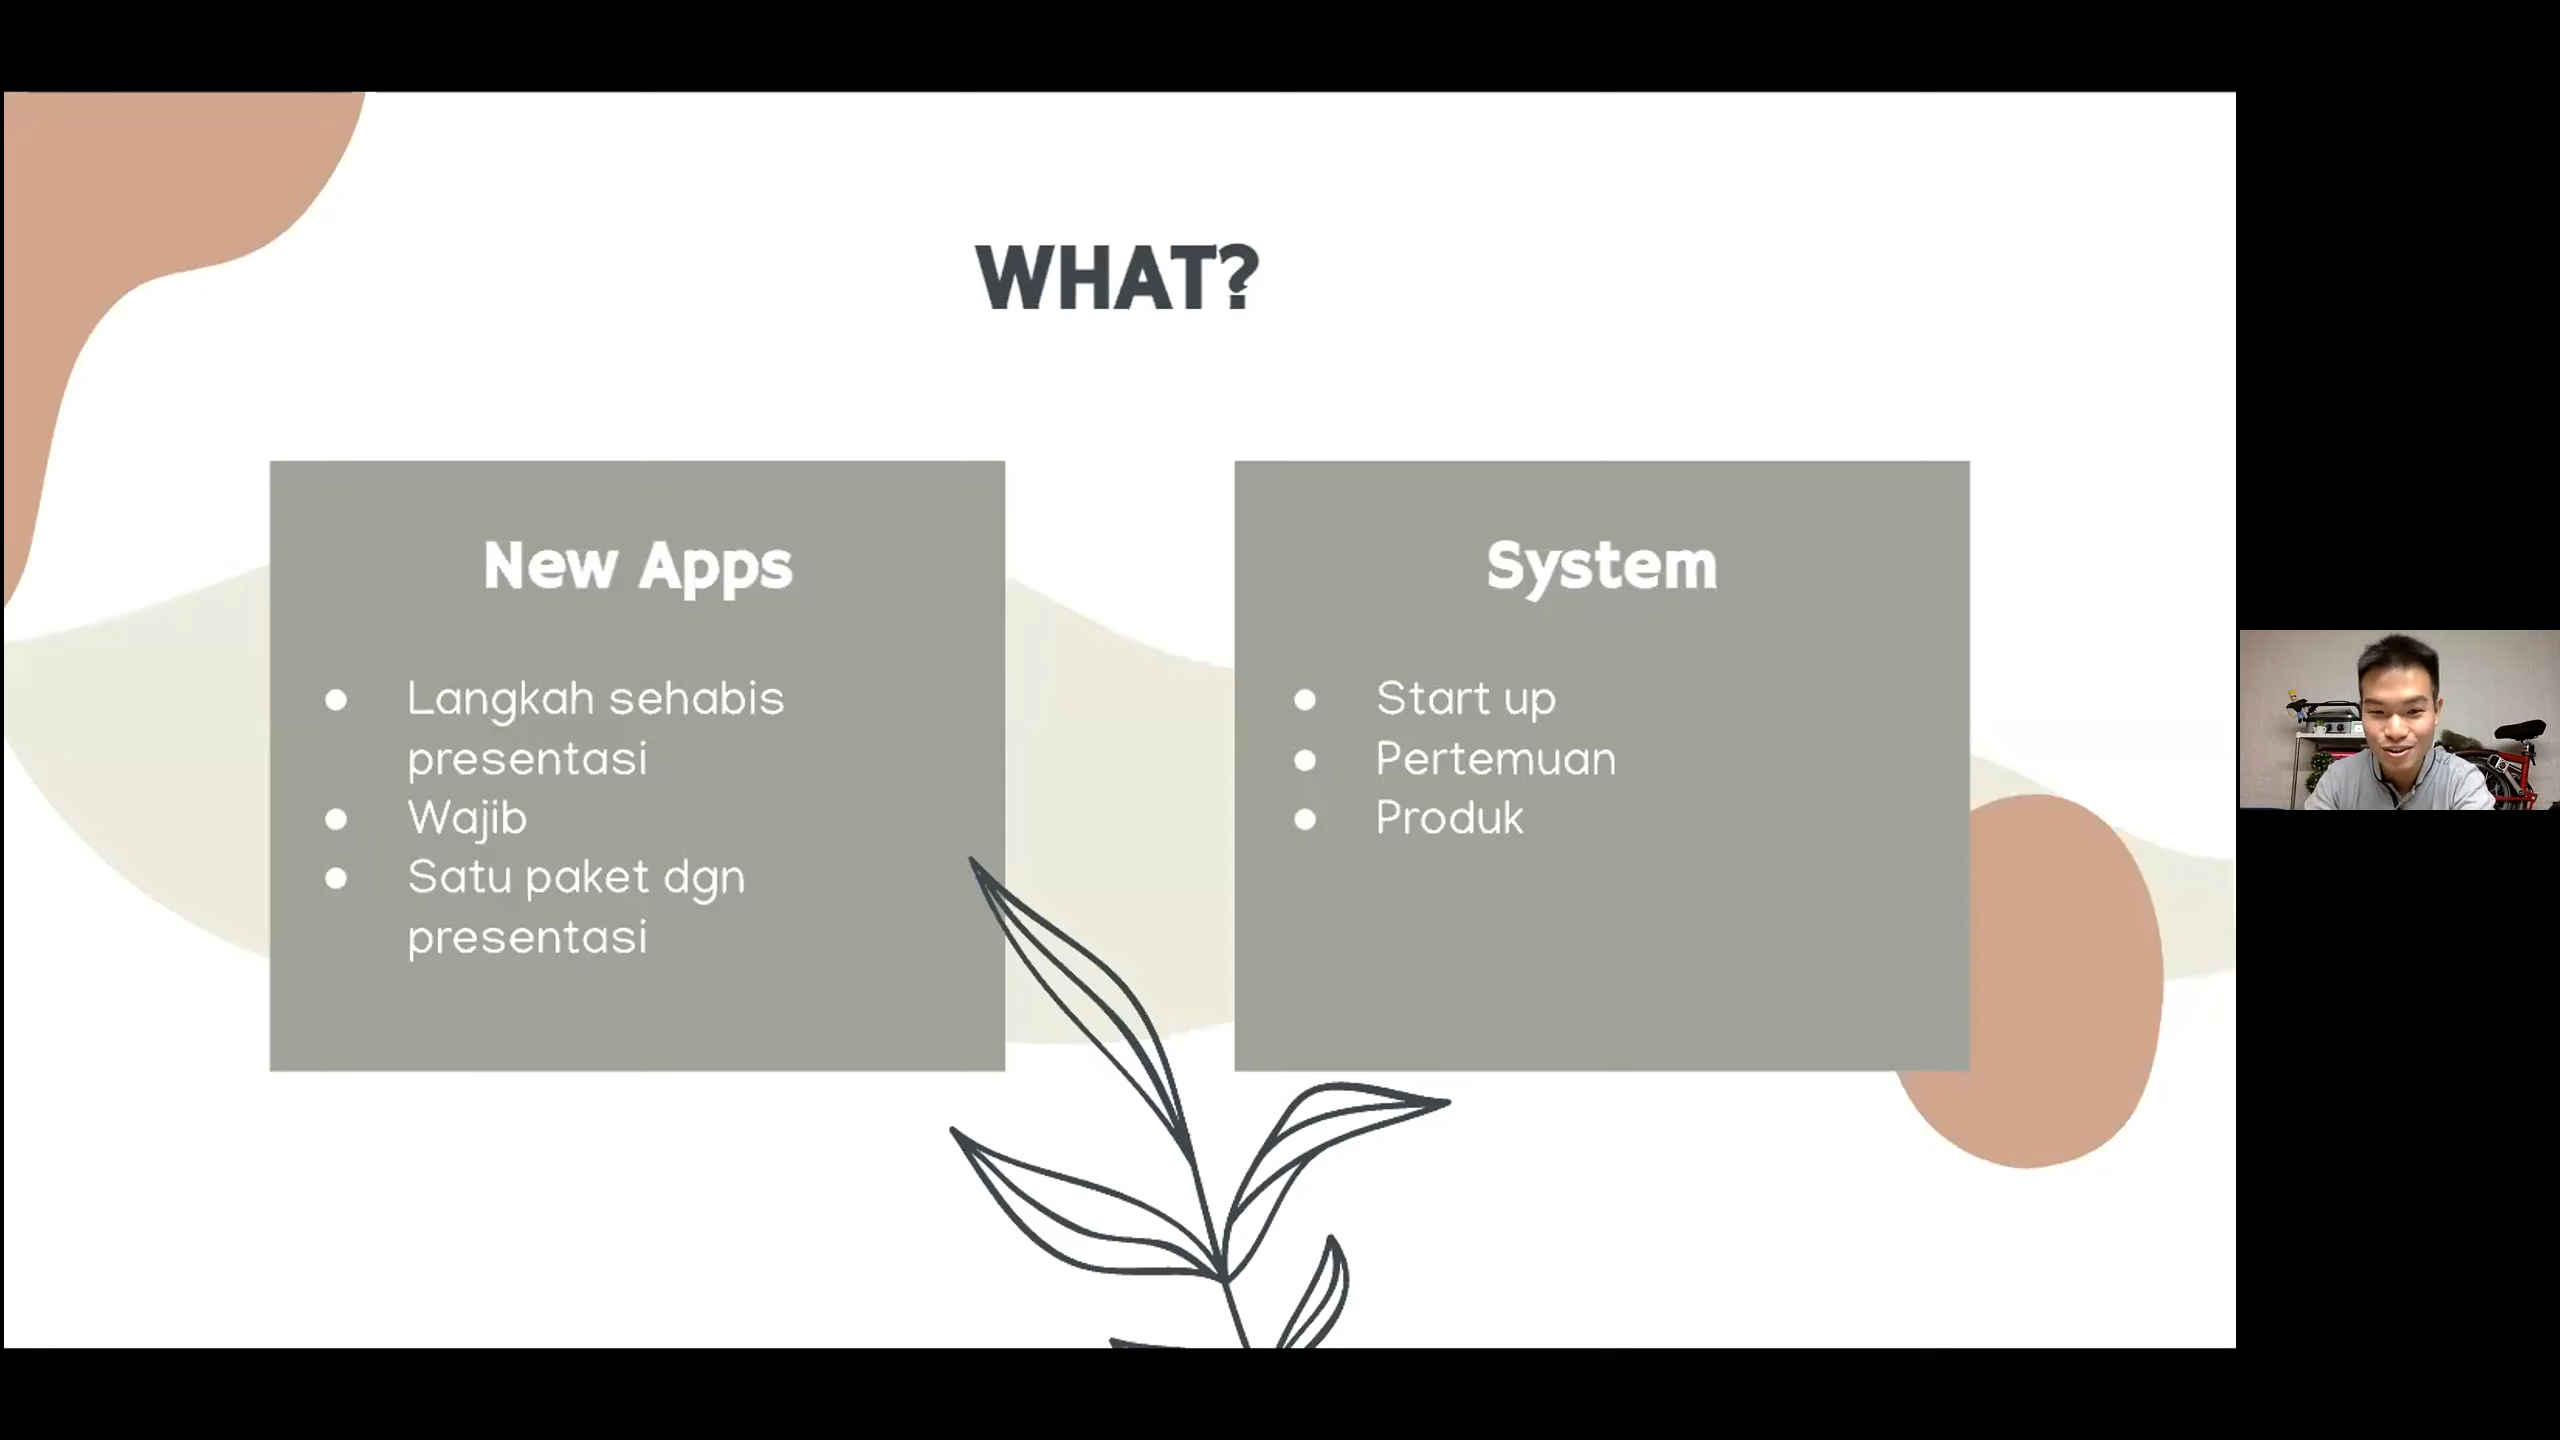 WHAT?
New Apps
● Langkah sehabis
presentasi
● Wajib
● Satu paket dgn
presentasi
System
● Start up
● Pertemuan
● Produk